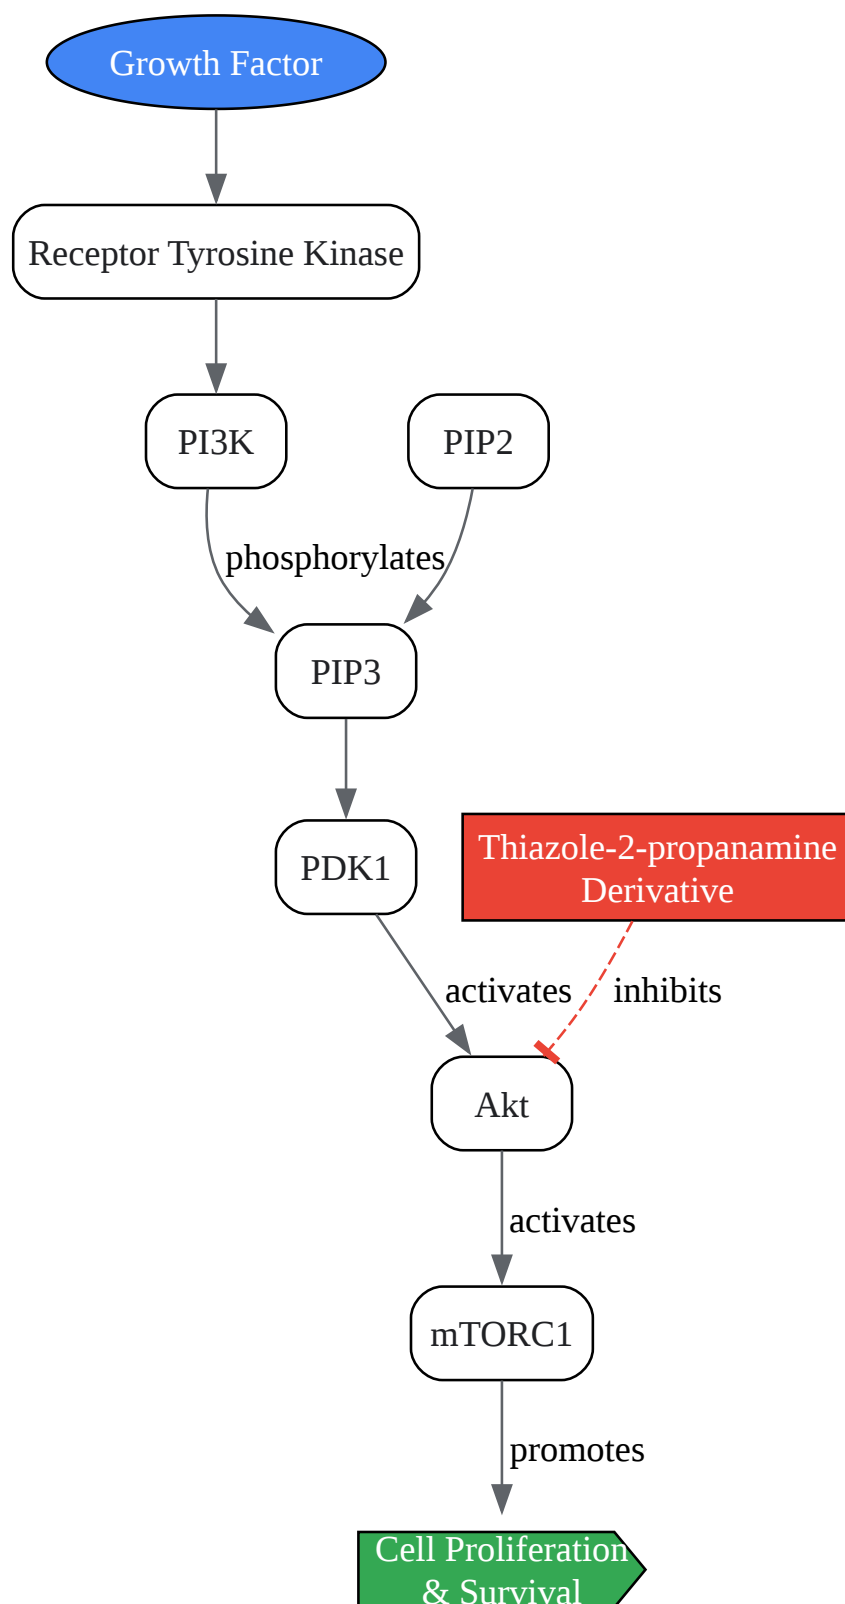 Growth Factor
Receptor Tyrosine Kinase
PI3K
PIP2
phosphorylates
PIP3
PDK1
Thiazole-2-propanamine
Derivative
activates
inhibits
Akt
activates
mTORC1
promotes
Cell Proliferation
& Survival